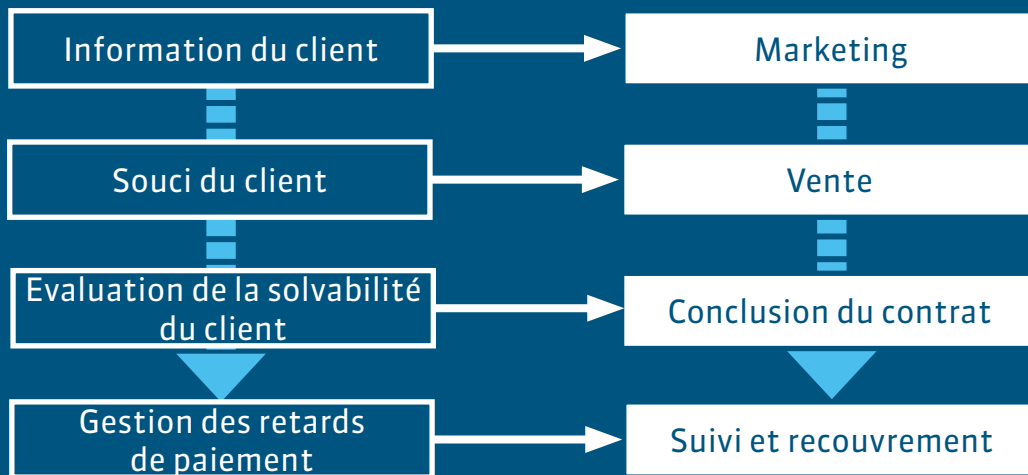 Information du client
Marketing
Souci du client
Vente
Evaluation de la solvabilité
du client
Conclusion du contrat
Gestion des retards
de paiement
Suivi et recouvrement